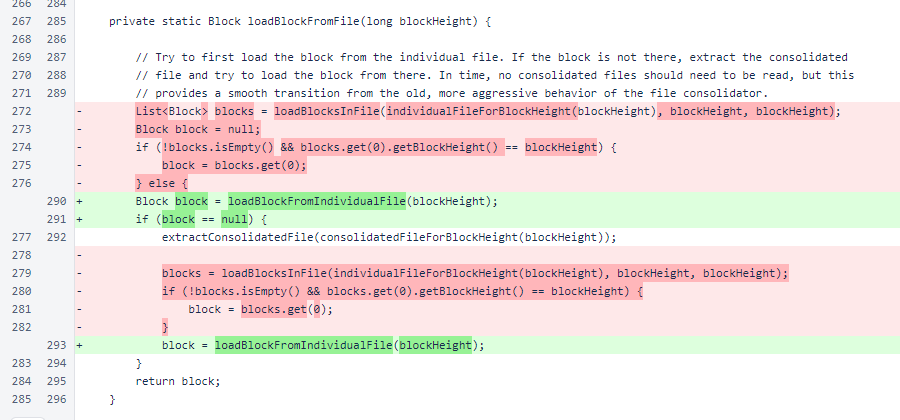 266 284
267 285 private static Block loadBlockFromFile(long blockHeight) {
268 286
269 287 // Try to first load the block from the individual file. If the block is not there, extract the consolidated
270 288 // file and try to load the block from there. In time, no consolidated files should need to be read, but this
271 289 // provides a smooth transition from the old, more aggressive behavior of the file consolidator.
272 - List<Block> blocks = loadBlocksInFile(individualFileForBlockHeight(blockHeight), blockHeight, blockHeight);
273 - Block block = null;
274 - if (!blocks.isEmpty() && blocks.get(0).getBlockHeight() == blockHeight) {
275 - block = blocks.get(0);
276 - } else {
290 + Block block = loadBlockFromIndividualFile(blockHeight);
291 + if (block == null) {
277 292 extractConsolidatedFile(consolidatedFileForBlockHeight(blockHeight));
278 -
279 - blocks = loadBlocksInFile(individualFileForBlockHeight(blockHeight), blockHeight, blockHeight);
280 - if (!blocks.isEmpty() && blocks.get(0).getBlockHeight() == blockHeight) {
281 - block = blocks.get(0);
282 - }
293 + block = loadBlockFromIndividualFile(blockHeight);
283 294 }
284 295 return block;
285 296 }